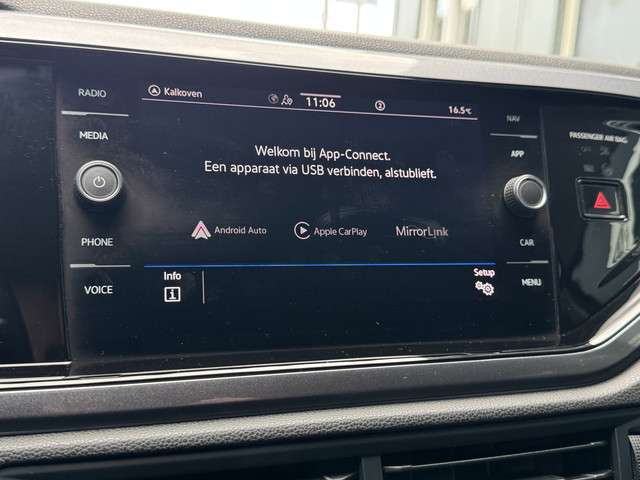 RADIO
MEDIA
PHONE
VOICE
Kalkoven
11:06
2
16.5°C
Welkom bij App-Connect.
Een apparaat via USB verbinden, alstublieft.
Android Auto
Apple CarPlay
MirrorLink
Info
Setup
NAV
APP
CAR
MENU
PASSENGER AIR BAG